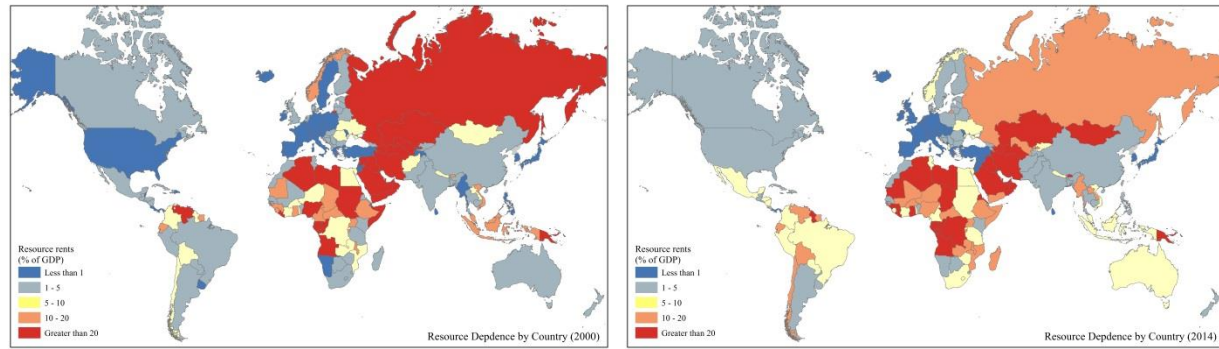 Resource rents
(% of GDP)
Less than 1
1 - 5
5 - 10
10 - 20
Greater than 20
Resource Depdence by Country (2000)
Resource rents
(% of GDP)
Less than 1
1 - 5
5 - 10
10 - 20
Greater than 20
Resource Depdence by Country (2014)